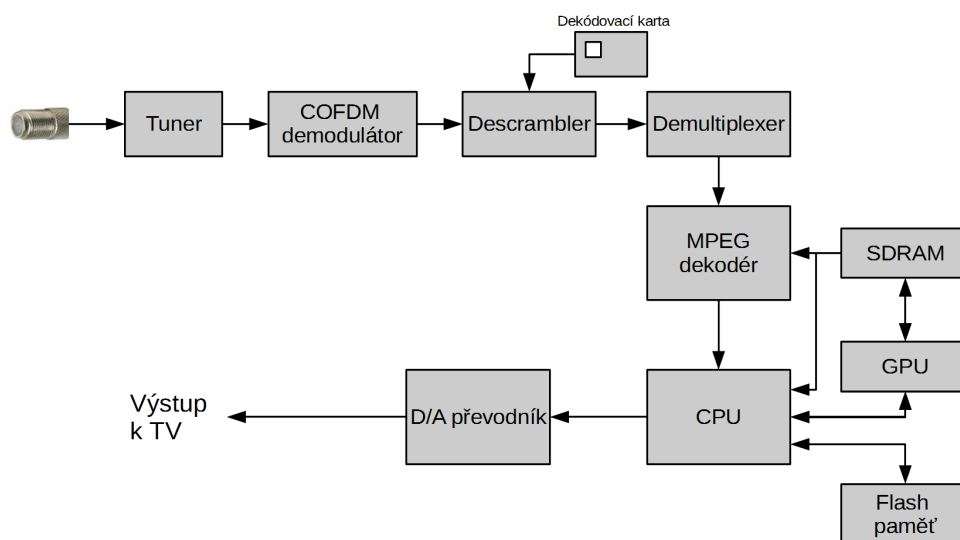 Dekódovací karta
Tuner
COFDM
demodulátor
Descrambler
Demultiplexer
MPEG
dekodér
SDRAM
GPU
Výstup
k TV
D/A převodník
CPU
Flash
paměť